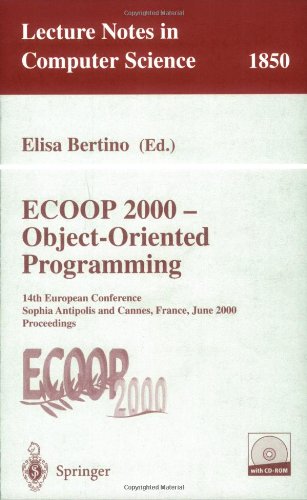 Lecture Notes in
Computer Science 1850
Elisa Bertino (Ed.)
ECOOP 2000 –
Object-Oriented
Programming
14th European Conference
Sophia Antipolis and Cannes, France, June 2000
Proceedings
ECOOP
2000
Springer
with CD-ROM